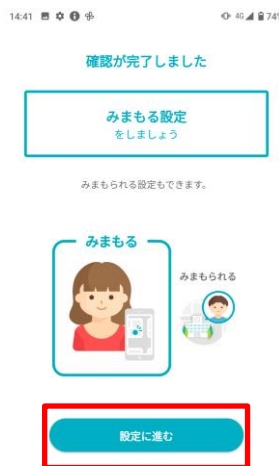 14:41
4G 74%
確認が完了しました
みまもる設定
をしましょう
みまもられる設定もできます。
みまもる
みまもられる
設定に進む